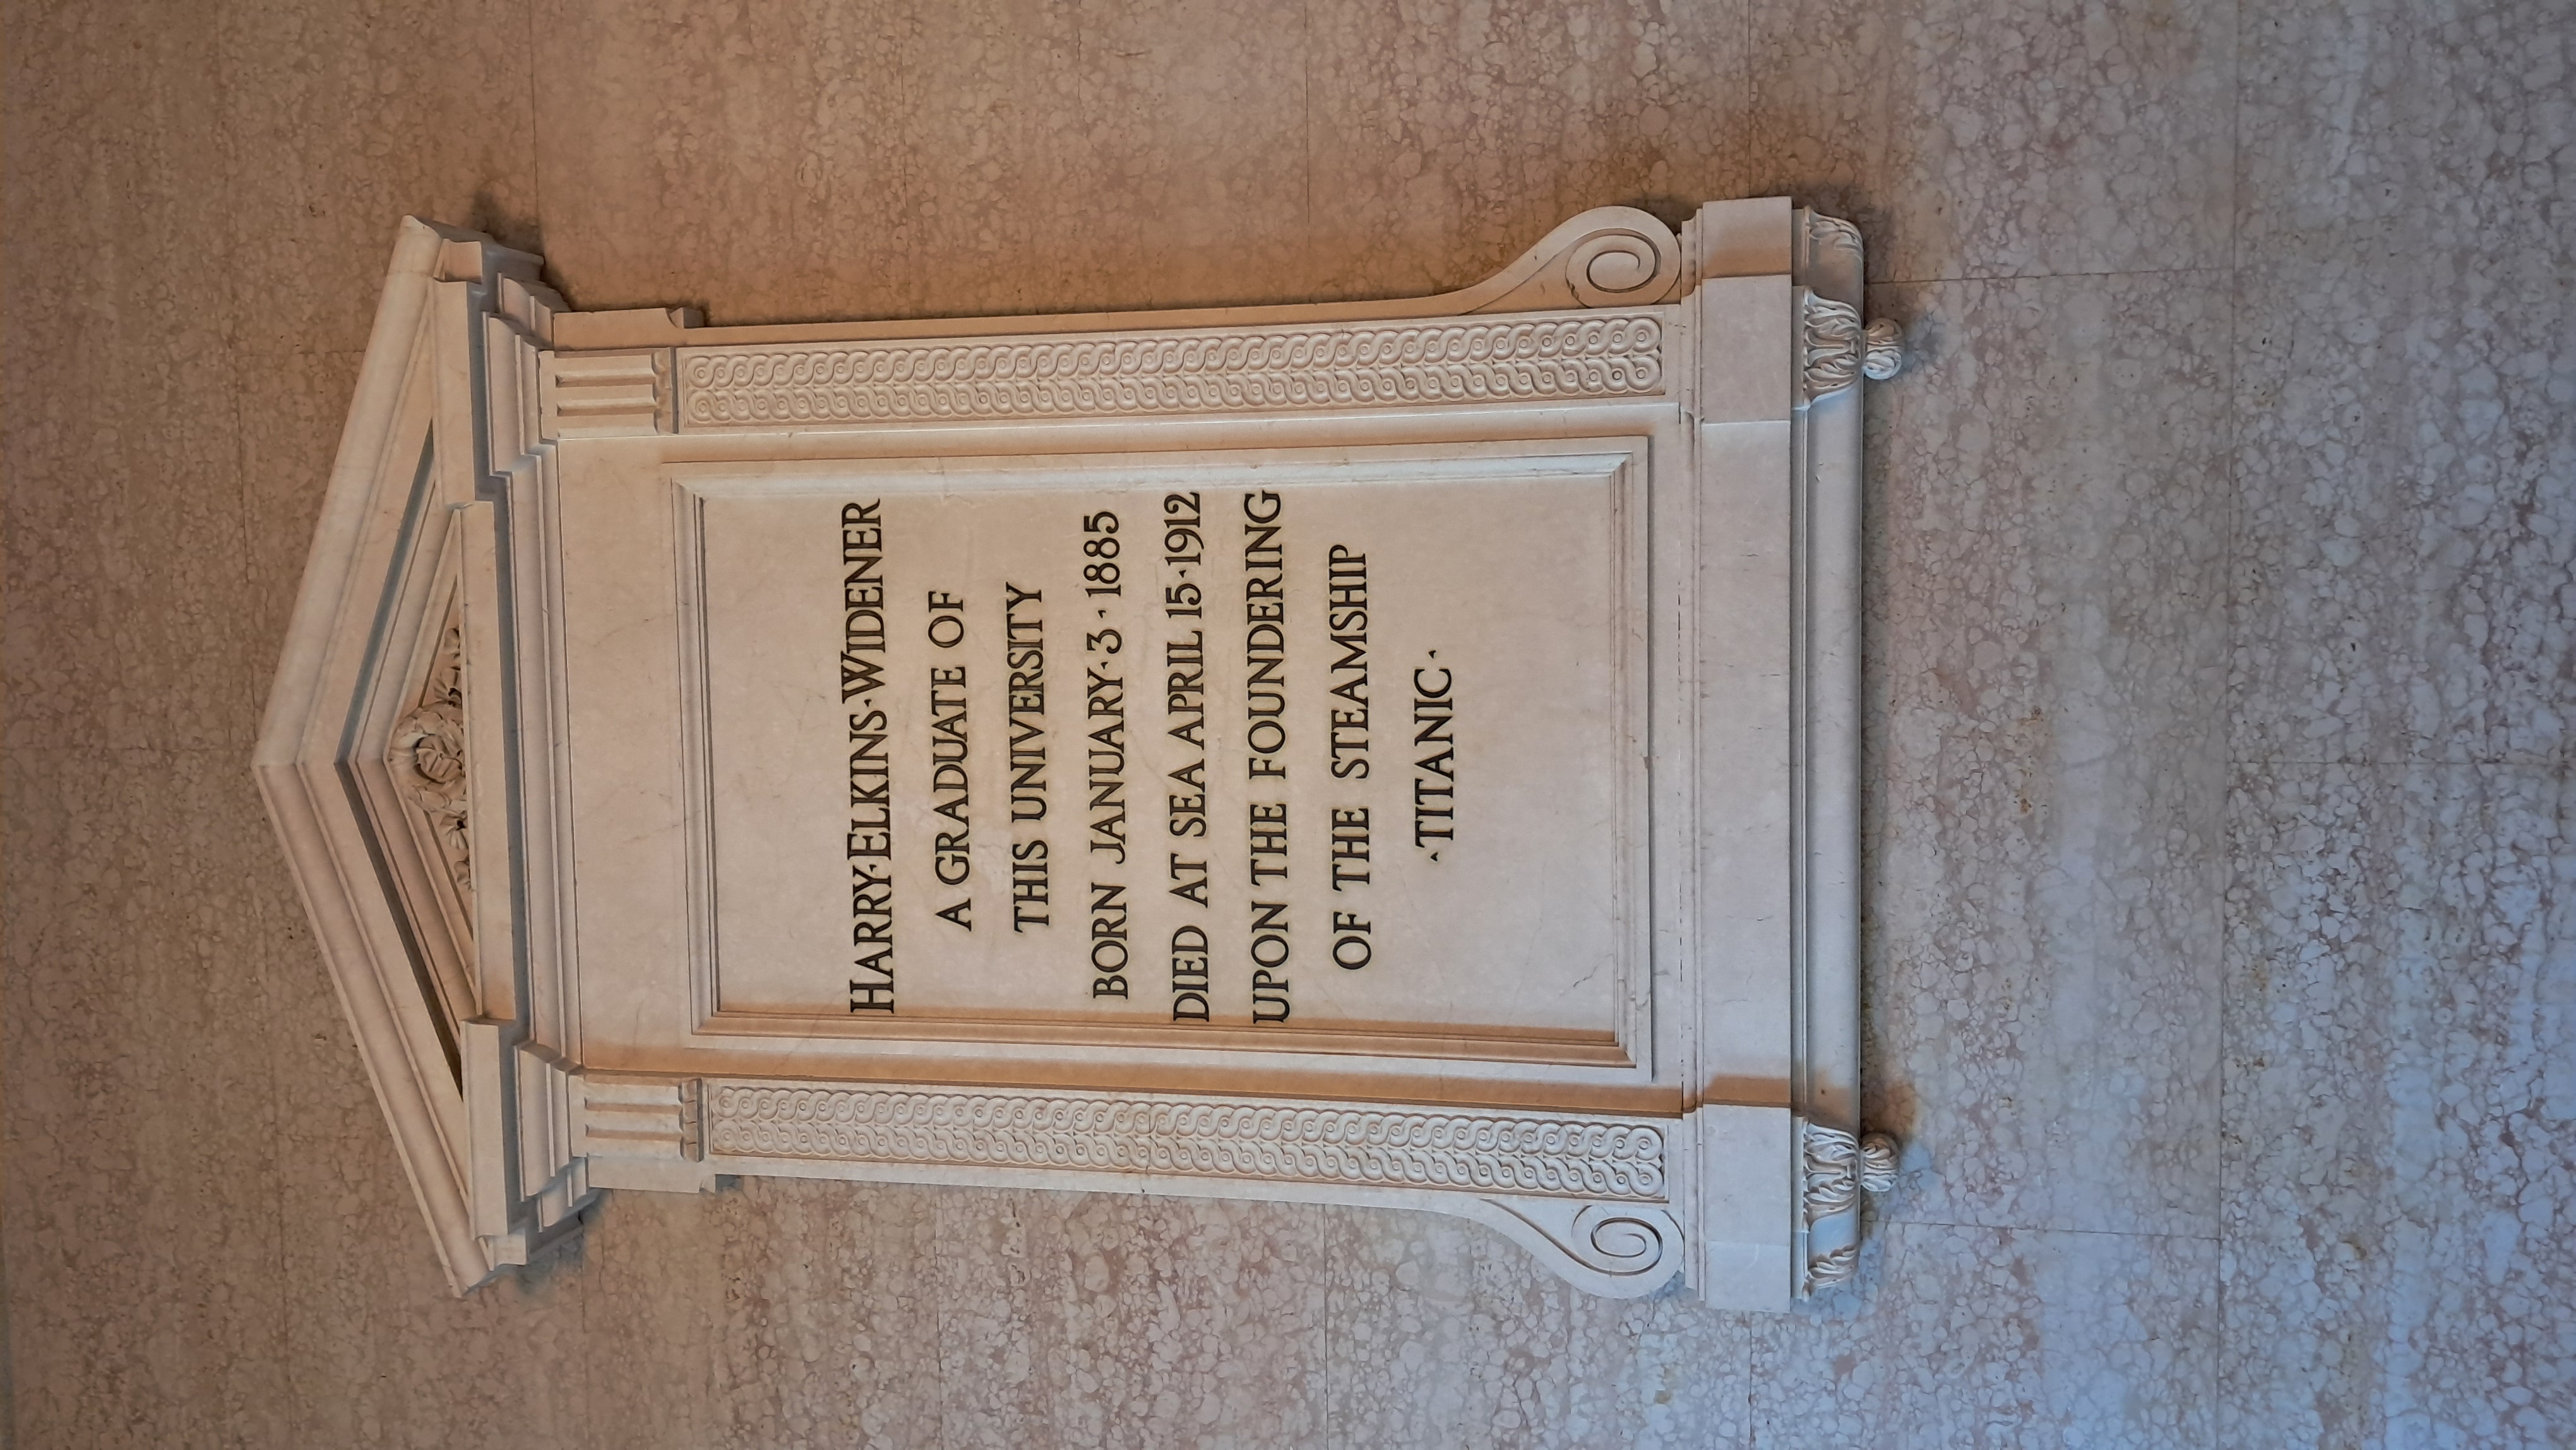 HARRY·ELKINS·WIDENER
A GRADUATE OF
THIS UNIVERSITY
BORN JANUARY·3·1885
DIED AT SEA APRIL 15·1912
UPON THE FOUNDERING
OF THE STEAMSHIP
·TITANIC·